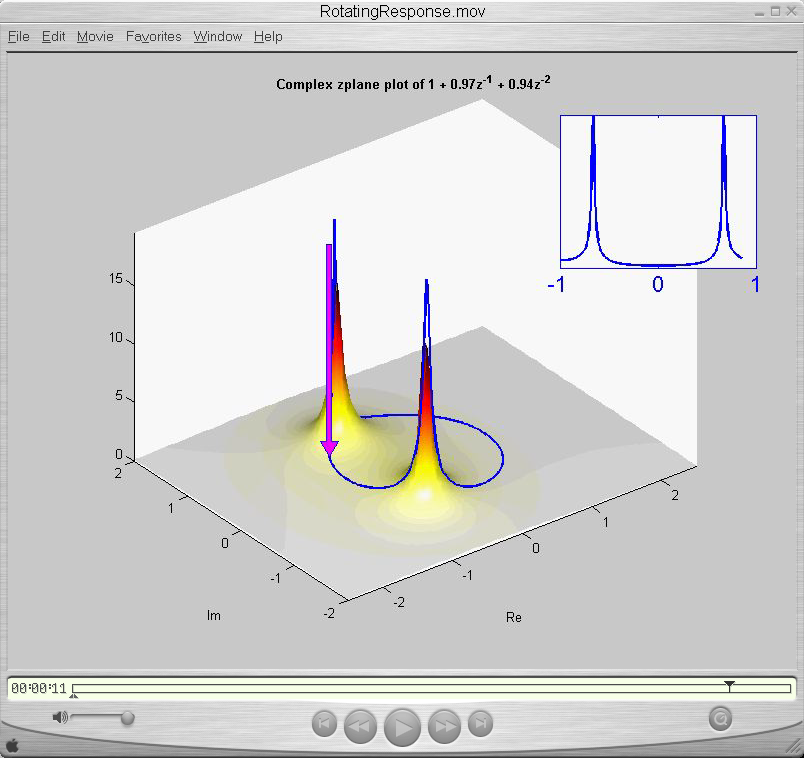 RotatingResponse.mov
File Edit Movie Favorites Window Help
Complex zplane plot of 1 + 0.97z⁻¹ + 0.94z⁻²
-1 0 1
15
10
5
0
2
1
0
-1
-2
2
1
0
-1
-2
Im
Re
00:00:11